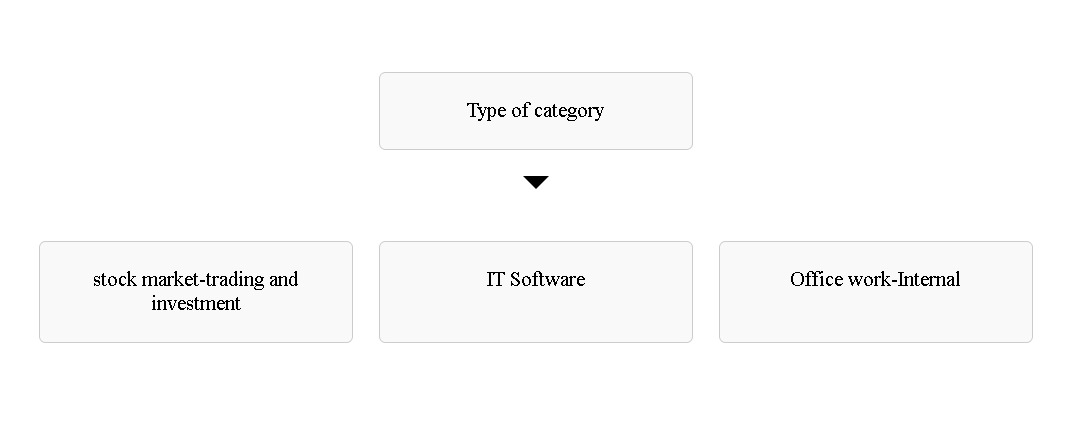 Type of category
stock market-trading and
investment
IT Software
Office work-Internal